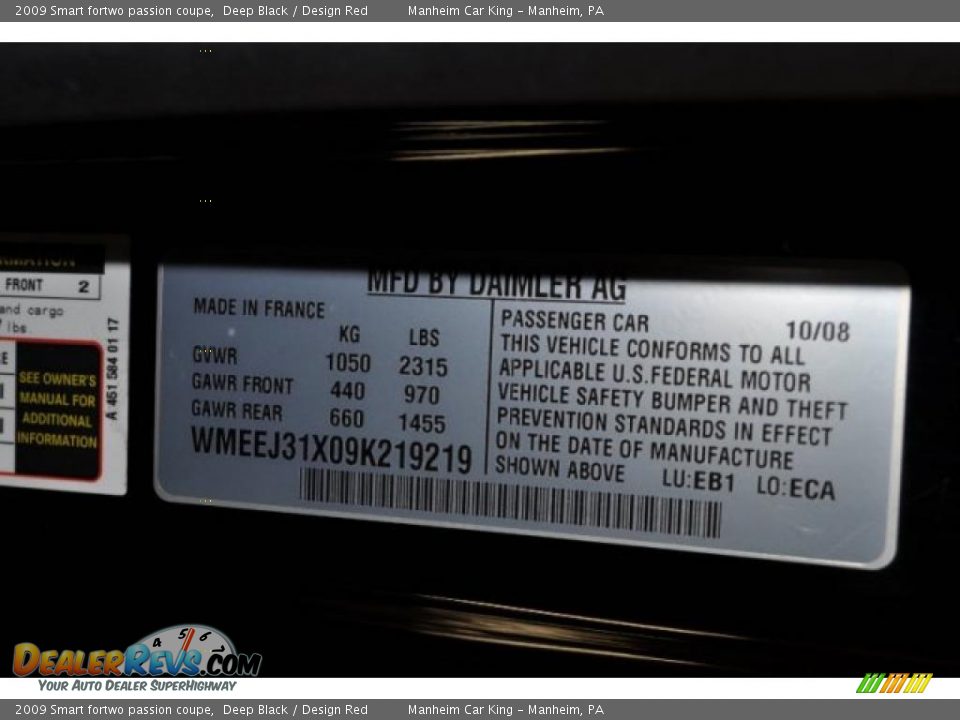 2009 Smart fortwo passion coupe,  Deep Black / Design Red        Manheim Car King – Manheim, PA
FRONT 2
and cargo
lbs
SEE OWNER'S
MANUAL FOR
ADDITIONAL
INFORMATION
A 451 584 01 17
MFD BY DAIMLER AG
MADE IN FRANCE
KG LBS
GVWR 1050 2315
GAWR FRONT 440 970
GAWR REAR 660 1455
WMEEJ31X09K219219
PASSENGER CAR 10/08
THIS VEHICLE CONFORMS TO ALL
APPLICABLE U.S.FEDERAL MOTOR
VEHICLE SAFETY BUMPER AND THEFT
PREVENTION STANDARDS IN EFFECT
ON THE DATE OF MANUFACTURE
SHOWN ABOVE LU:EB1 LO:ECA
4 5 6
DEALERREVS.COM
YOUR AUTO DEALER SUPERHIGHWAY
2009 Smart fortwo passion coupe,  Deep Black / Design Red        Manheim Car King – Manheim, PA